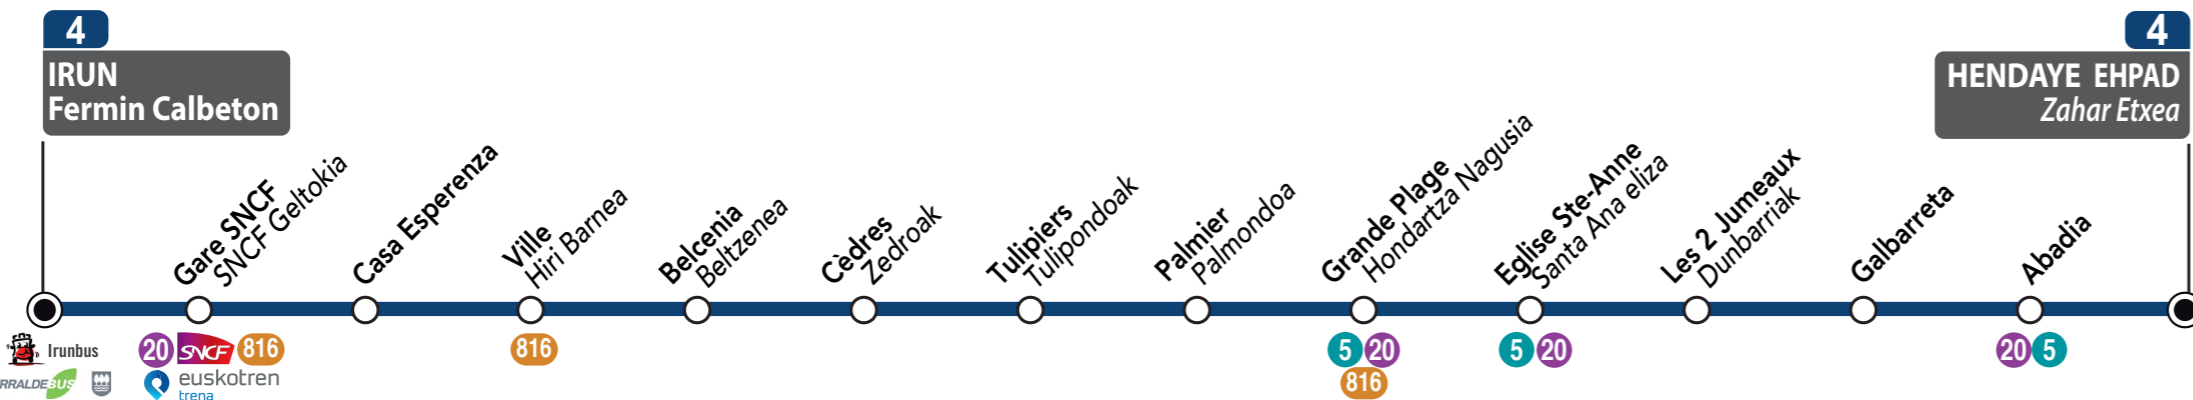 4
IRUN
Fermin Calbeton
4
HENDAYE EHPAD
Zahar Etxea
Gare SNCF
SNCF Geltokia
Casa Esperenza
Ville
Hiri Barnea
Belcenia
Beltzenea
Cèdres
Zedroak
Tulipiers
Tulipondoak
Palmier
Palmondoa
Grande Plage
Hondartza Nagusia
Eglise Ste-Anne
Santa Ana eliza
Les 2 Jumeaux
Dunbarriak
Galbarreta
Abadia
Irunbus
RRALDEBUS
20 SNCF 816
euskotren
trena
816
5 20
816
5 20
20 5